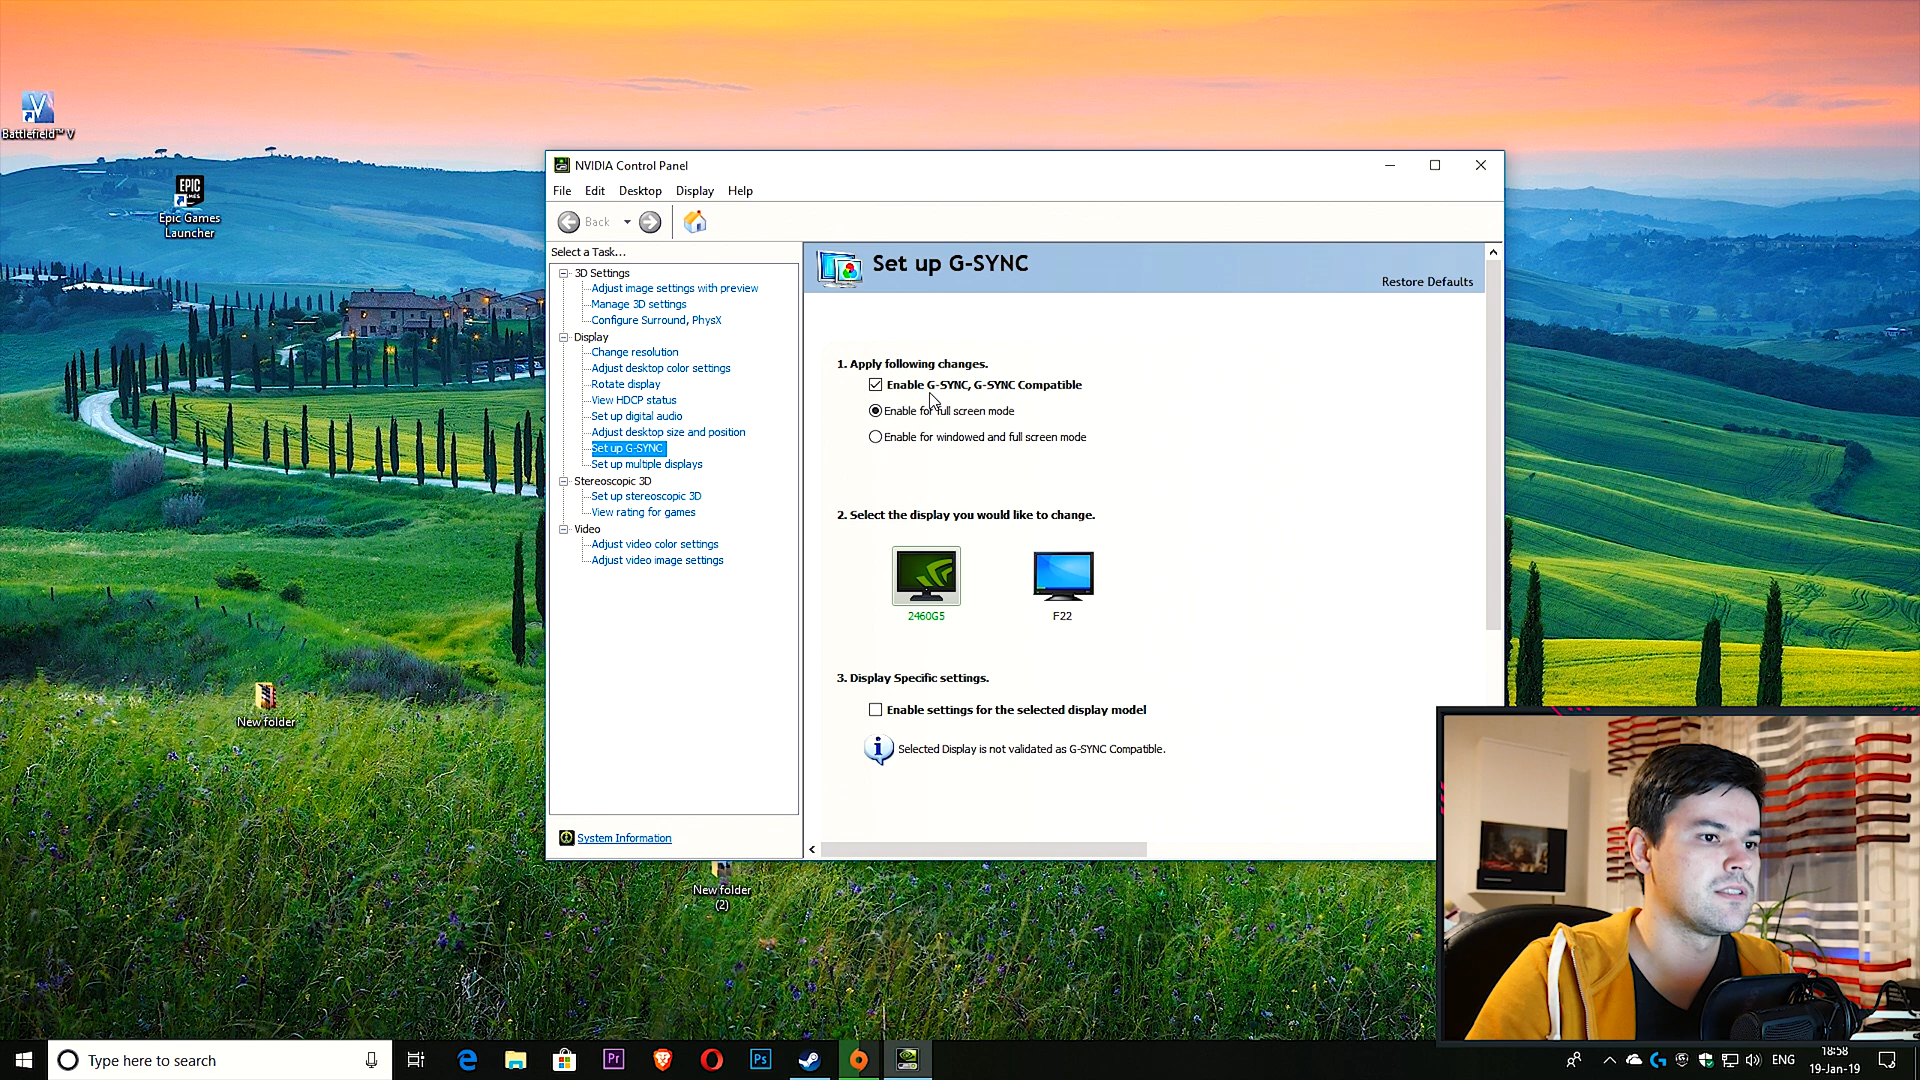 Battlefield™ V
EPIC
GAMES
Epic Games
Launcher
NVIDIA Control Panel
File Edit Desktop Display Help
Back
Select a Task...
3D Settings
Adjust image settings with preview
Manage 3D settings
Configure Surround, PhysX
Display
Change resolution
Adjust desktop color settings
Rotate display
View HDCP status
Set up digital audio
Adjust desktop size and position
Set up G-SYNC
Set up multiple displays
Stereoscopic 3D
Set up stereoscopic 3D
View rating for games
Video
Adjust video color settings
Adjust video image settings
System Information
Set up G-SYNC
Restore Defaults
1. Apply following changes.
Enable G-SYNC, G-SYNC Compatible
Enable for full screen mode
Enable for windowed and full screen mode
2. Select the display you would like to change.
2460G5
F22
3. Display Specific settings.
Enable settings for the selected display model
Selected Display is not validated as G-SYNC Compatible.
New folder
New folder
(2)
Type here to search
Pr
Ps
ENG
18:58
19-Jan-19